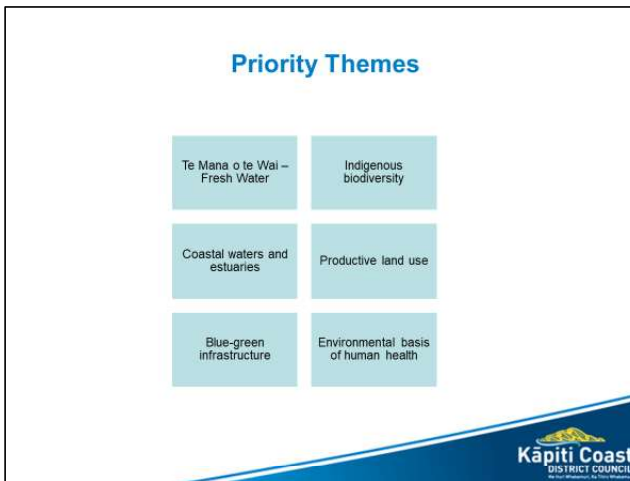 Priority Themes
Te Mana o te Wai –
Fresh Water
Indigenous
biodiversity
Coastal waters and
estuaries
Productive land use
Blue-green
infrastructure
Environmental basis
of human health
Kāpiti Coast
DISTRICT COUNCIL